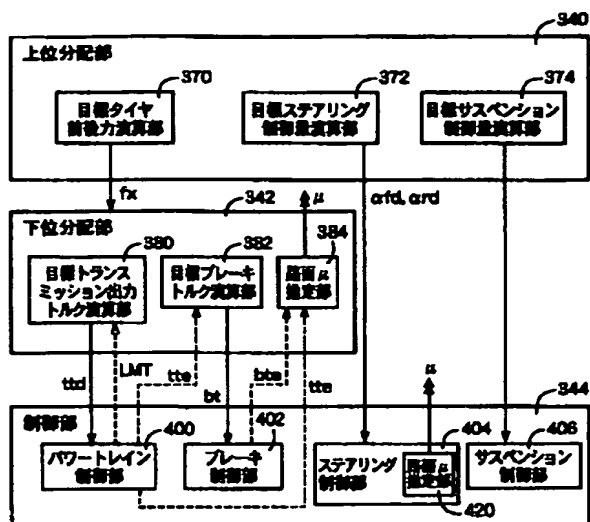 340
上位分配部
370
372
374
目標タイヤ
前後力演算部
目標ステアリング
制御量演算部
目標サスペンション
制御量演算部
fx
342
μ
αfd, αrd
下位分配部
380
382
384
目標トランス
ミッション出力
トルク演算部
目標ブレーキ
トルク演算部
路面μ
推定部
ttd
LMT
tte
bt
bte
tte
μ
344
制御部
400
402
404
406
パワートレイン
制御部
ブレーキ
制御部
ステアリング
制御部
路面μ
推定部
サスペンション
制御部
420